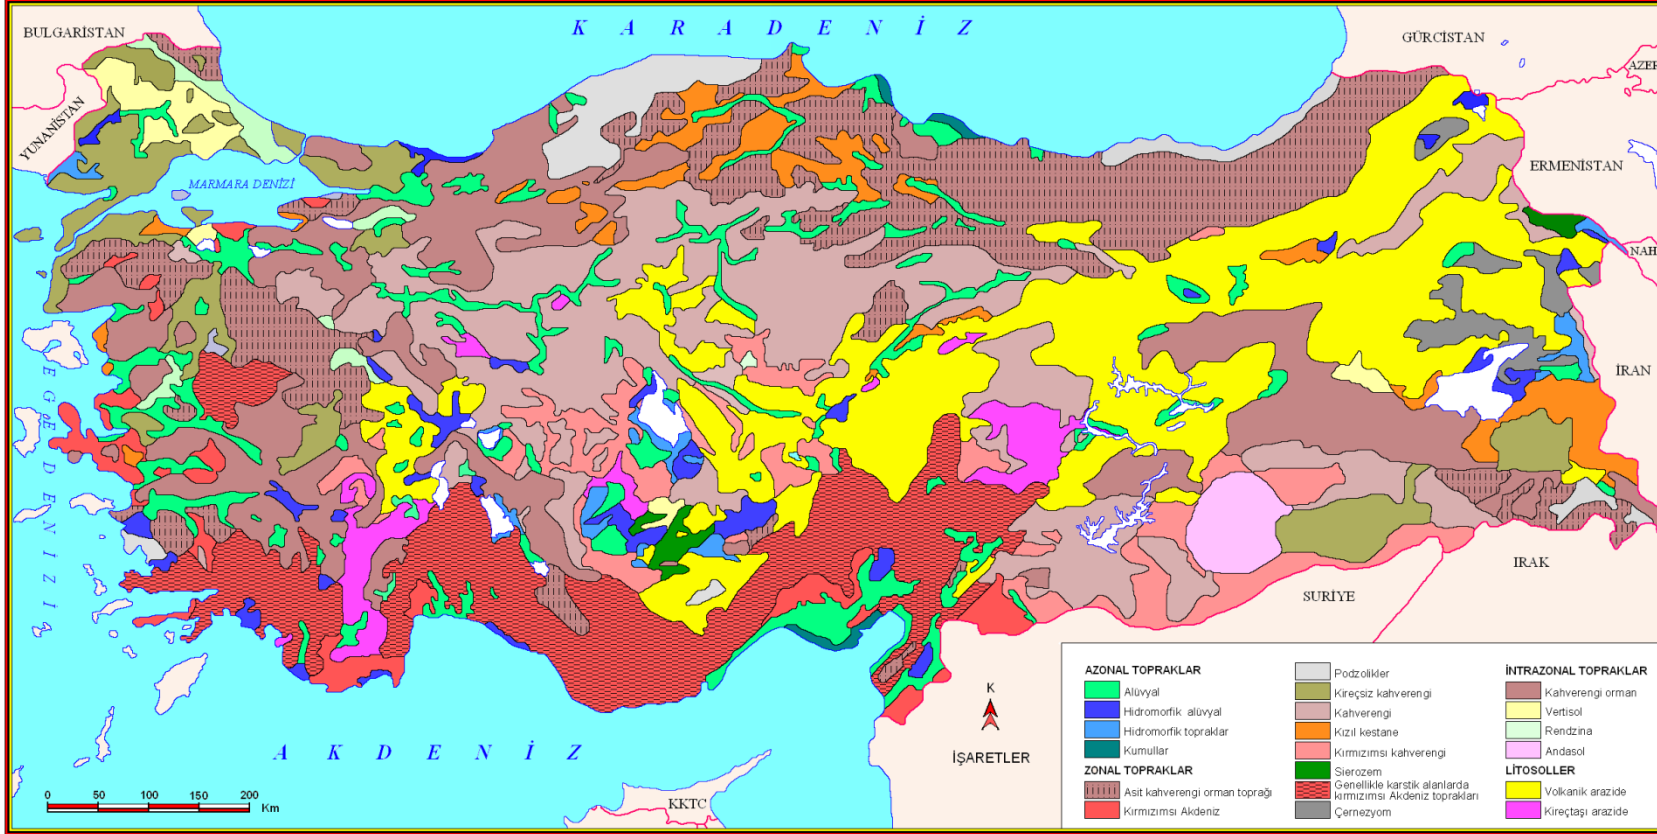 K A R A D E N İ Z
BULGARİSTAN
GÜRCİSTAN
AZER
YUNANİSTAN
ERMENİSTAN
MARMARA DENİZİ
NAH
İRAN
E G E D E N İ Z İ
IRAK
SURİYE
A K D E N İ Z
KKTC
0 50 100 150 200
Km
K
İŞARETLER
AZONAL TOPRAKLAR
Alüvyal
Hidromorfik alüvyal
Hidromorfik topraklar
Kumullar
ZONAL TOPRAKLAR
Asit kahverengi orman toprağı
Kırmızımsı Akdeniz
Podzolikler
Kireçsiz kahverengi
Kahverengi
Kızıl kestane
Kırmızımsı kahverengi
Sierozem
Genellikle karstik alanlarda
kırmızımsı Akdeniz toprakları
Çernezyom
İNTRAZONAL TOPRAKLAR
Kahverengi orman
Vertisol
Rendzina
Andasol
LİTOSOLLER
Volkanik arazide
Kireçtaşı arazide